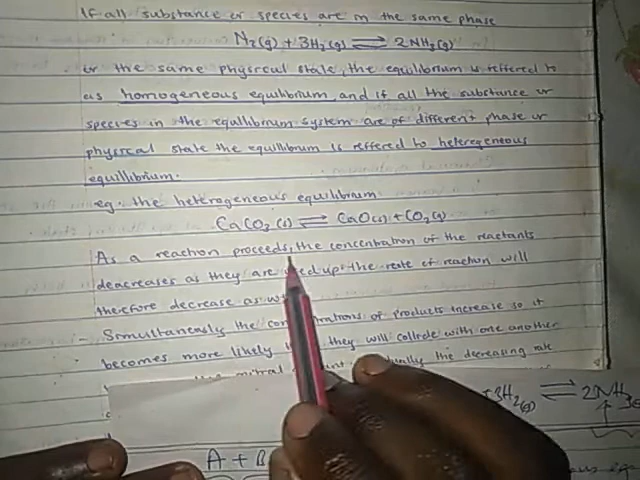 If all substance or species are in the same phase
N2(g) + 3H2(g) ⇌ 2NH3(g)
or the same physical state, the equilibrium is reffered to
as homogeneous equilibrium, and if all the substance or
species in the equilibrium system are of different phase or
physical state the equilibrium is reffered to heterogeneous
equillibrium.
eg. the heterogeneous equilibrium
CaCO3(s) ⇌ CaO(s) + CO2(g)
As a reaction proceeds, the concentration of the reactants
deacreases as they are used up. the rate of reaction will
therefore decrease as
- Simultaneously the concentrations of products increase so it
becomes more likely they will collide with one another
the decreasing rate
+3H2(g) ⇌ 2NH3(g)
A + B